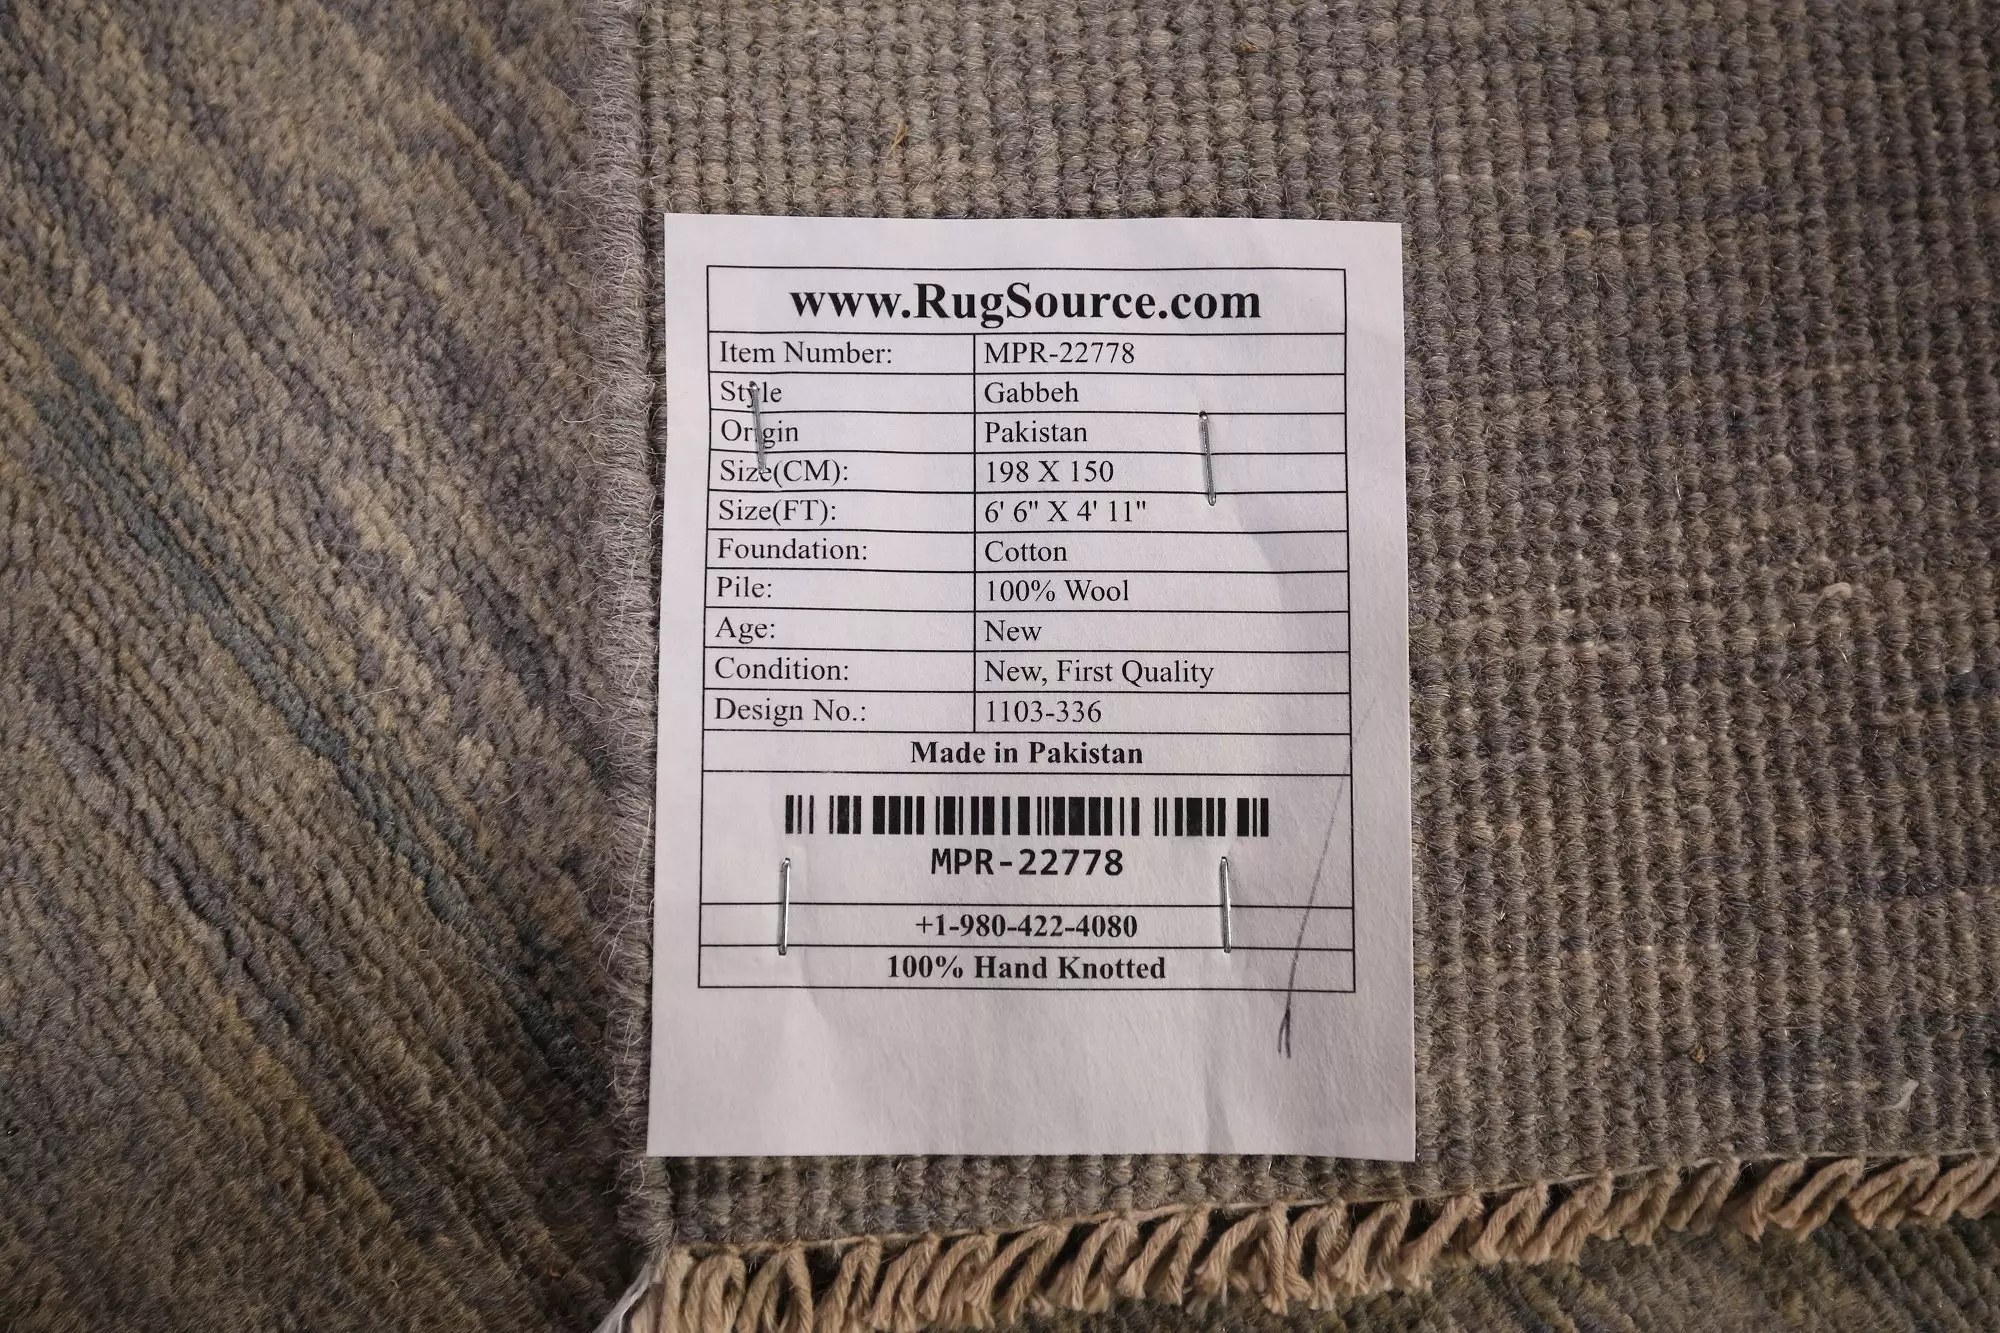 www.RugSource.com
Item Number: MPR-22778
Style Gabbeh
Origin Pakistan
Size(CM): 198 X 150
Size(FT): 6' 6" X 4' 11"
Foundation: Cotton
Pile: 100% Wool
Age: New
Condition: New, First Quality
Design No.: 1103-336
Made in Pakistan
MPR-22778
+1-980-422-4080
100% Hand Knotted